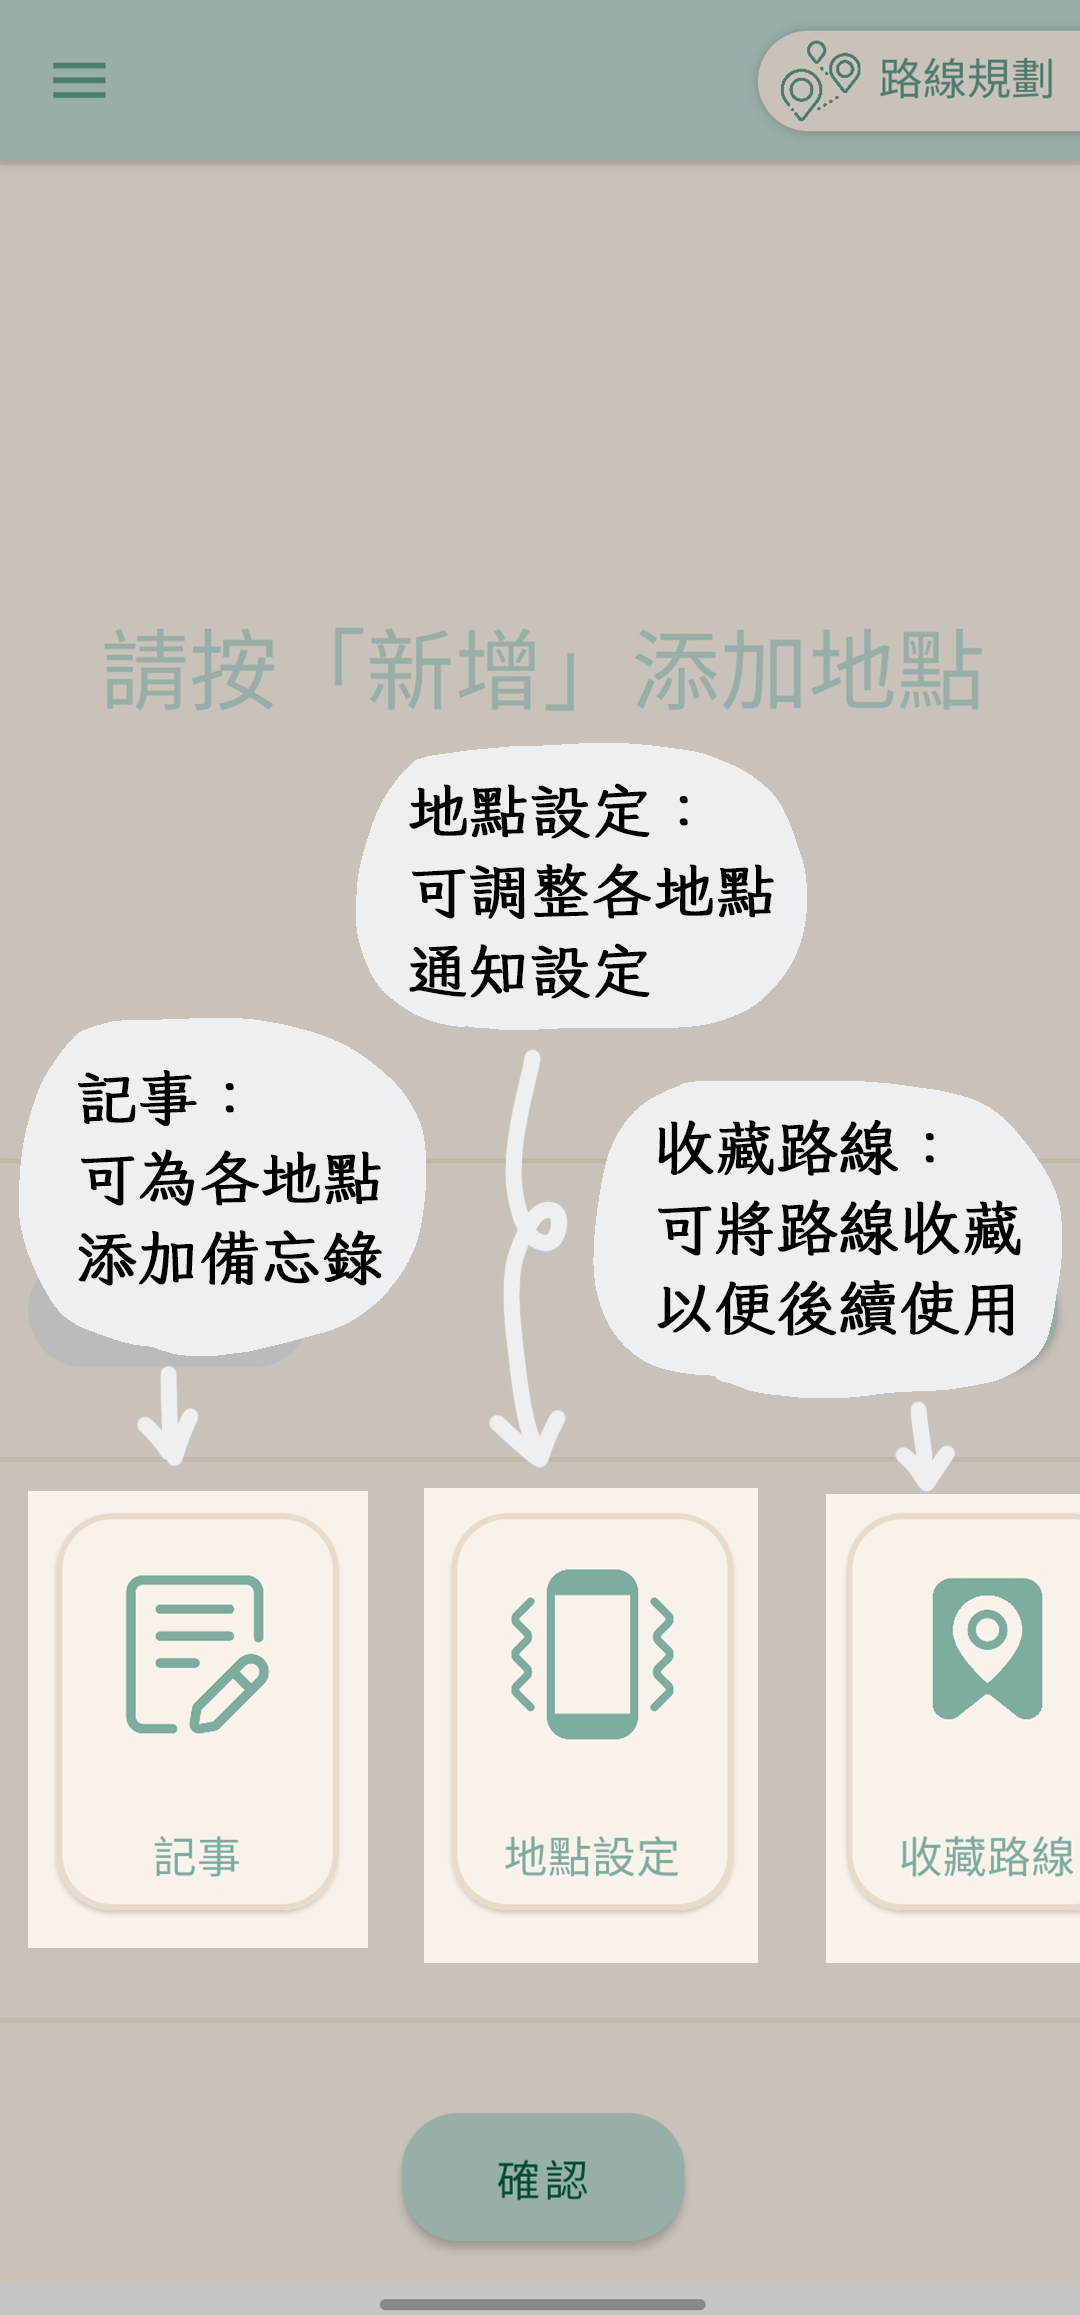 路線規劃
請按「新增」添加地點
地點設定：
可調整各地點
通知設定
記事：
可為各地點
添加備忘錄
收藏路線：
可將路線收藏
以便後續使用
記事
地點設定
收藏路線
確認